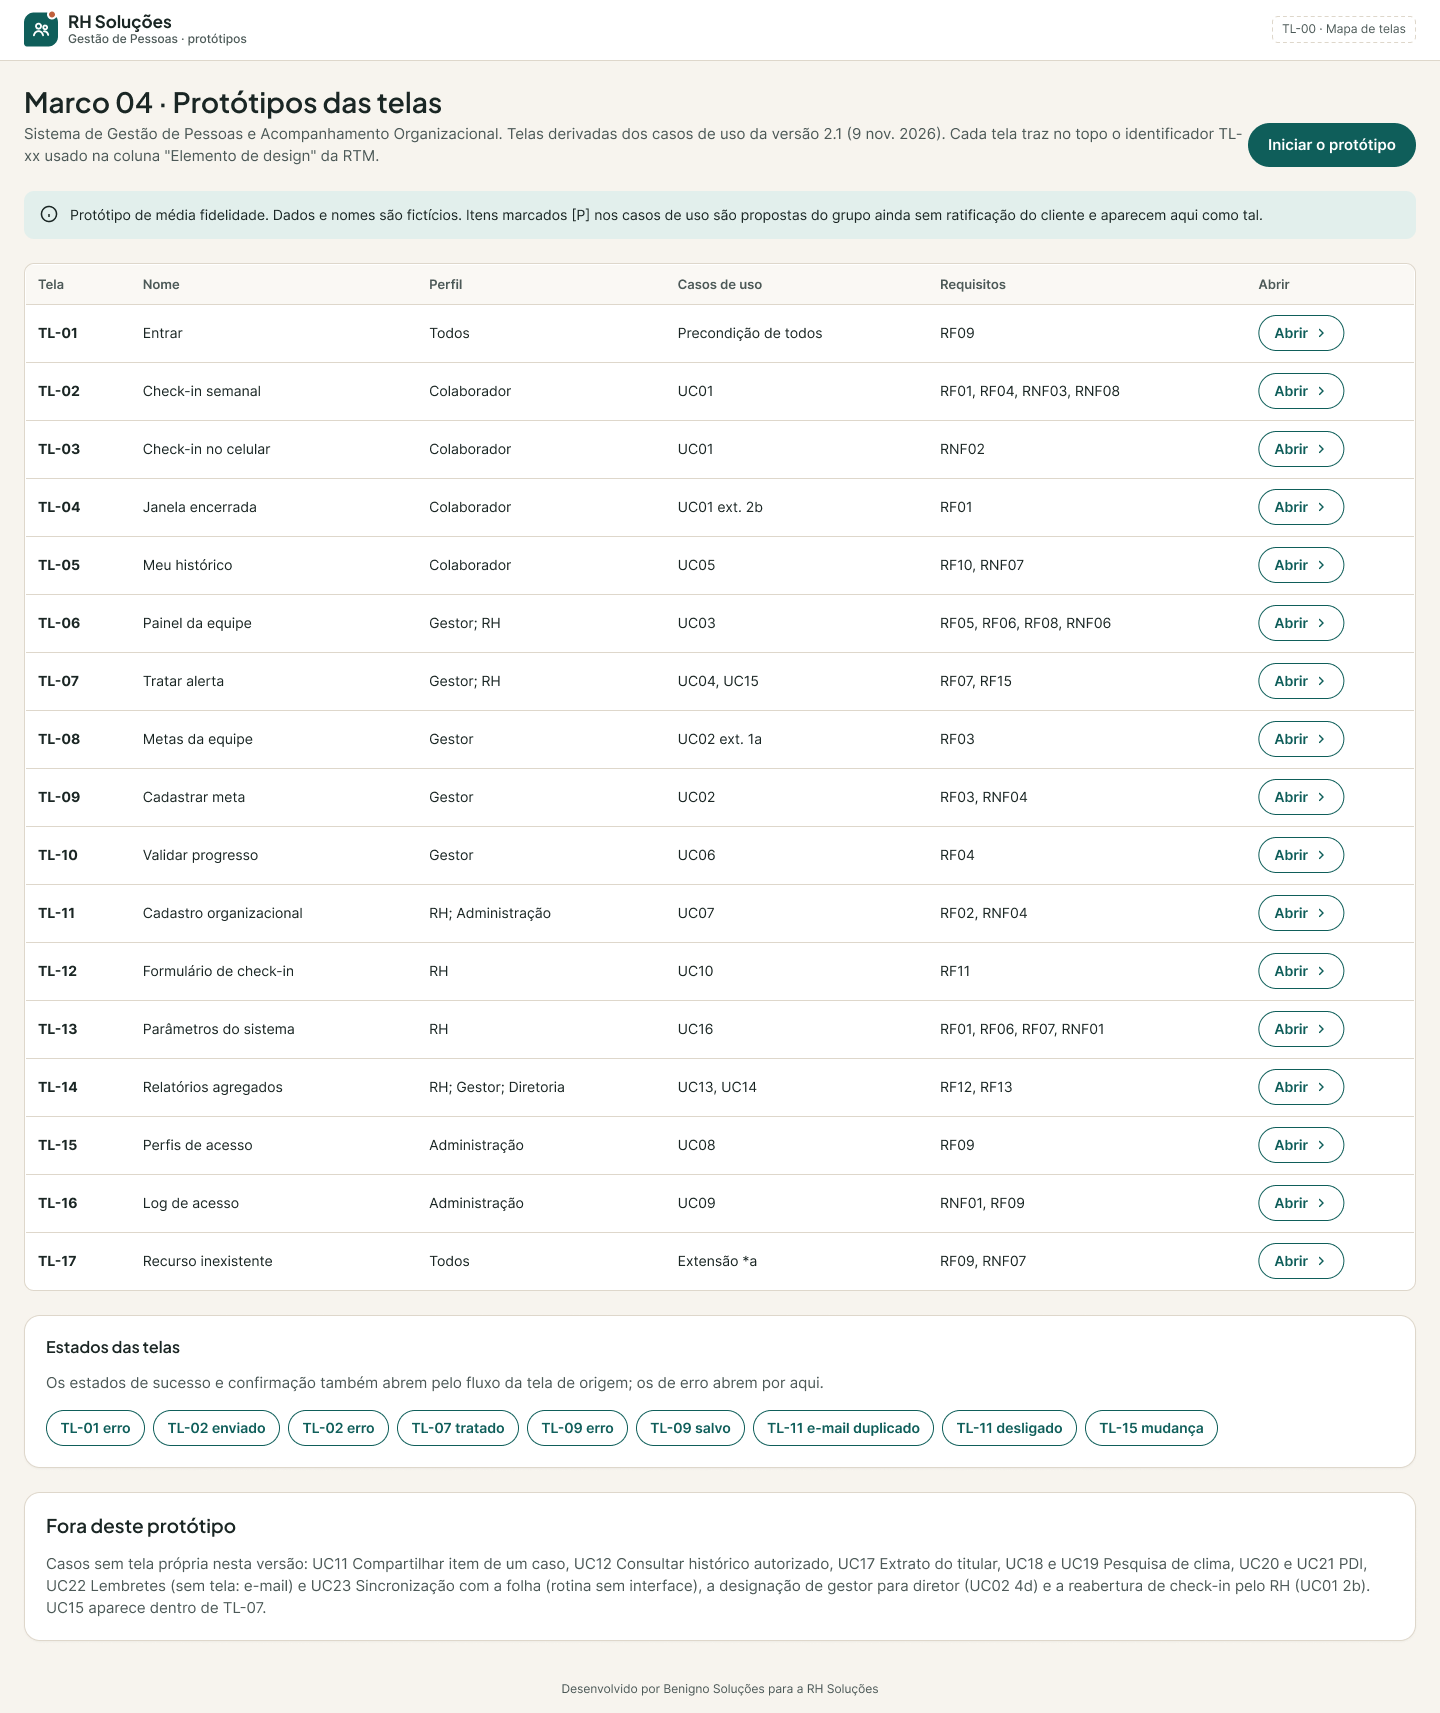 RH Soluções
Gestão de Pessoas · protótipos
TL-00 · Mapa de telas
Marco 04 · Protótipos das telas
Sistema de Gestão de Pessoas e Acompanhamento Organizacional. Telas derivadas dos casos de uso da versão 2.1 (9 nov. 2026). Cada tela traz no topo o identificador TL-
xx usado na coluna "Elemento de design" da RTM.
Iniciar o protótipo
Protótipo de média fidelidade. Dados e nomes são fictícios. Itens marcados [P] nos casos de uso são propostas do grupo ainda sem ratificação do cliente e aparecem aqui como tal.
Tela Nome Perfil Casos de uso Requisitos Abrir
TL-01 Entrar Todos Precondição de todos RF09 Abrir
TL-02 Check-in semanal Colaborador UC01 RF01, RF04, RNF03, RNF08 Abrir
TL-03 Check-in no celular Colaborador UC01 RNF02 Abrir
TL-04 Janela encerrada Colaborador UC01 ext. 2b RF01 Abrir
TL-05 Meu histórico Colaborador UC05 RF10, RNF07 Abrir
TL-06 Painel da equipe Gestor; RH UC03 RF05, RF06, RF08, RNF06 Abrir
TL-07 Tratar alerta Gestor; RH UC04, UC15 RF07, RF15 Abrir
TL-08 Metas da equipe Gestor UC02 ext. 1a RF03 Abrir
TL-09 Cadastrar meta Gestor UC02 RF03, RNF04 Abrir
TL-10 Validar progresso Gestor UC06 RF04 Abrir
TL-11 Cadastro organizacional RH; Administração UC07 RF02, RNF04 Abrir
TL-12 Formulário de check-in RH UC10 RF11 Abrir
TL-13 Parâmetros do sistema RH UC16 RF01, RF06, RF07, RNF01 Abrir
TL-14 Relatórios agregados RH; Gestor; Diretoria UC13, UC14 RF12, RF13 Abrir
TL-15 Perfis de acesso Administração UC08 RF09 Abrir
TL-16 Log de acesso Administração UC09 RNF01, RF09 Abrir
TL-17 Recurso inexistente Todos Extensão *a RF09, RNF07 Abrir
Estados das telas
Os estados de sucesso e confirmação também abrem pelo fluxo da tela de origem; os de erro abrem por aqui.
TL-01 erro TL-02 enviado TL-02 erro TL-07 tratado TL-09 erro TL-09 salvo TL-11 e-mail duplicado TL-11 desligado TL-15 mudança
Fora deste protótipo
Casos sem tela própria nesta versão: UC11 Compartilhar item de um caso, UC12 Consultar histórico autorizado, UC17 Extrato do titular, UC18 e UC19 Pesquisa de clima, UC20 e UC21 PDI,
UC22 Lembretes (sem tela: e-mail) e UC23 Sincronização com a folha (rotina sem interface), a designação de gestor para diretor (UC02 4d) e a reabertura de check-in pelo RH (UC01 2b).
UC15 aparece dentro de TL-07.
Desenvolvido por Benigno Soluções para a RH Soluções